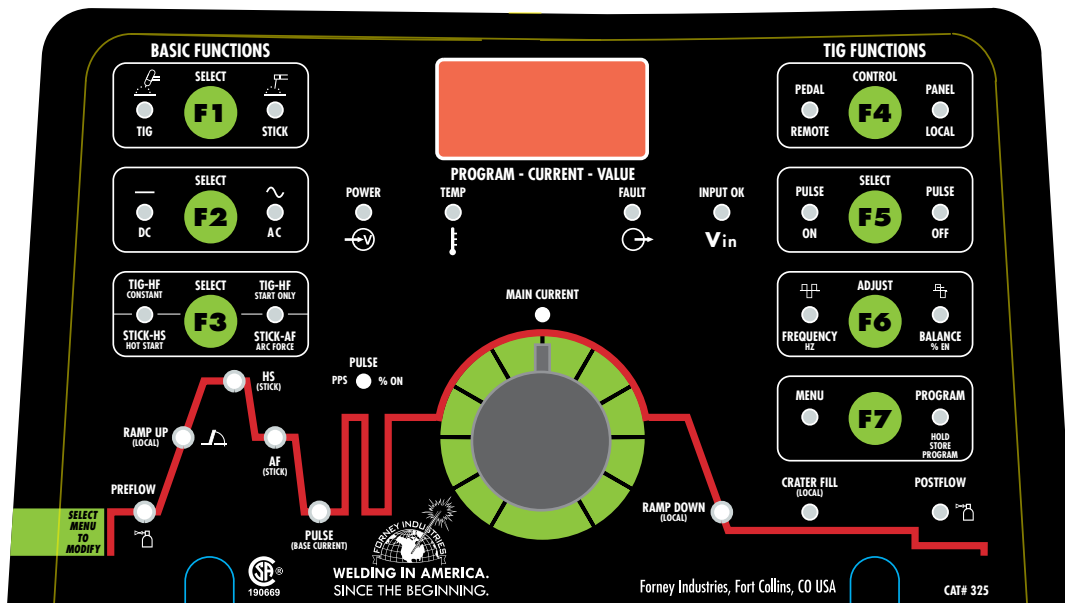 BASIC FUNCTIONS
SELECT
F1
TIG
STICK
SELECT
F2
DC
AC
TIG-HF
CONSTANT
SELECT
TIG-HF
START ONLY
F3
STICK-HS
HOT START
STICK-AF
ARC FORCE
PROGRAM - CURRENT - VALUE
POWER
TEMP
FAULT
INPUT OK
V
Vin
TIG FUNCTIONS
CONTROL
PEDAL
PANEL
F4
REMOTE
LOCAL
SELECT
PULSE
PULSE
F5
ON
OFF
ADJUST
F6
FREQUENCY
HZ
BALANCE
% EN
MENU
PROGRAM
F7
HOLD
STORE
PROGRAM
MAIN CURRENT
PULSE
PPS % ON
HS
(STICK)
RAMP UP
(LOCAL)
AF
(STICK)
PREFLOW
SELECT
MENU
TO
MODIFY
PULSE
(BASE CURRENT)
RAMP DOWN
(LOCAL)
CRATER FILL
(LOCAL)
POSTFLOW
SA ®
190669
FORNEY INDUSTRIES
WELDING IN AMERICA.
SINCE THE BEGINNING.
Forney Industries, Fort Collins, CO USA
CAT# 325